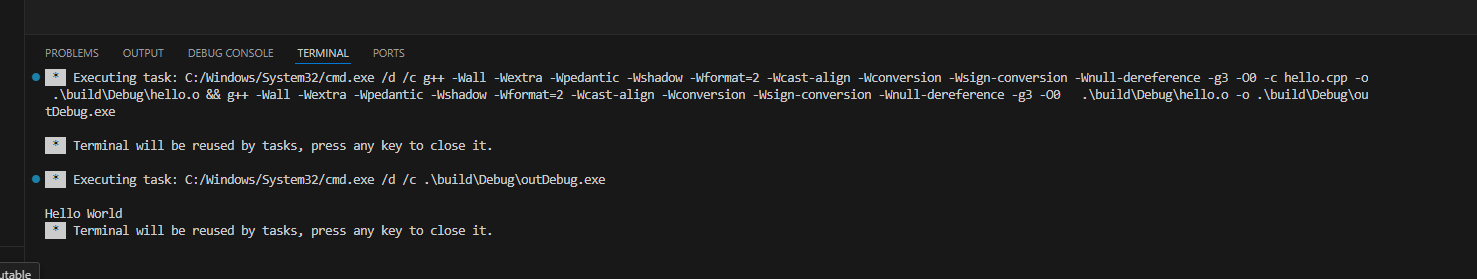 PROBLEMS OUTPUT DEBUG CONSOLE TERMINAL PORTS
* Executing task: C:/Windows/System32/cmd.exe /d /c g++ -Wall -Wextra -Wpedantic -Wshadow -Wformat=2 -Wcast-align -Wconversion -Wsign-conversion -Wnull-dereference -g3 -O0 -c hello.cpp -o
.\build\Debug\hello.o && g++ -Wall -Wextra -Wpedantic -Wshadow -Wformat=2 -Wcast-align -Wconversion -Wsign-conversion -Wnull-dereference -g3 -O0 .\build\Debug\hello.o -o .\build\Debug\ou
tDebug.exe
* Terminal will be reused by tasks, press any key to close it.
* Executing task: C:/Windows/System32/cmd.exe /d /c .\build\Debug\outDebug.exe
Hello World
* Terminal will be reused by tasks, press any key to close it.
utable